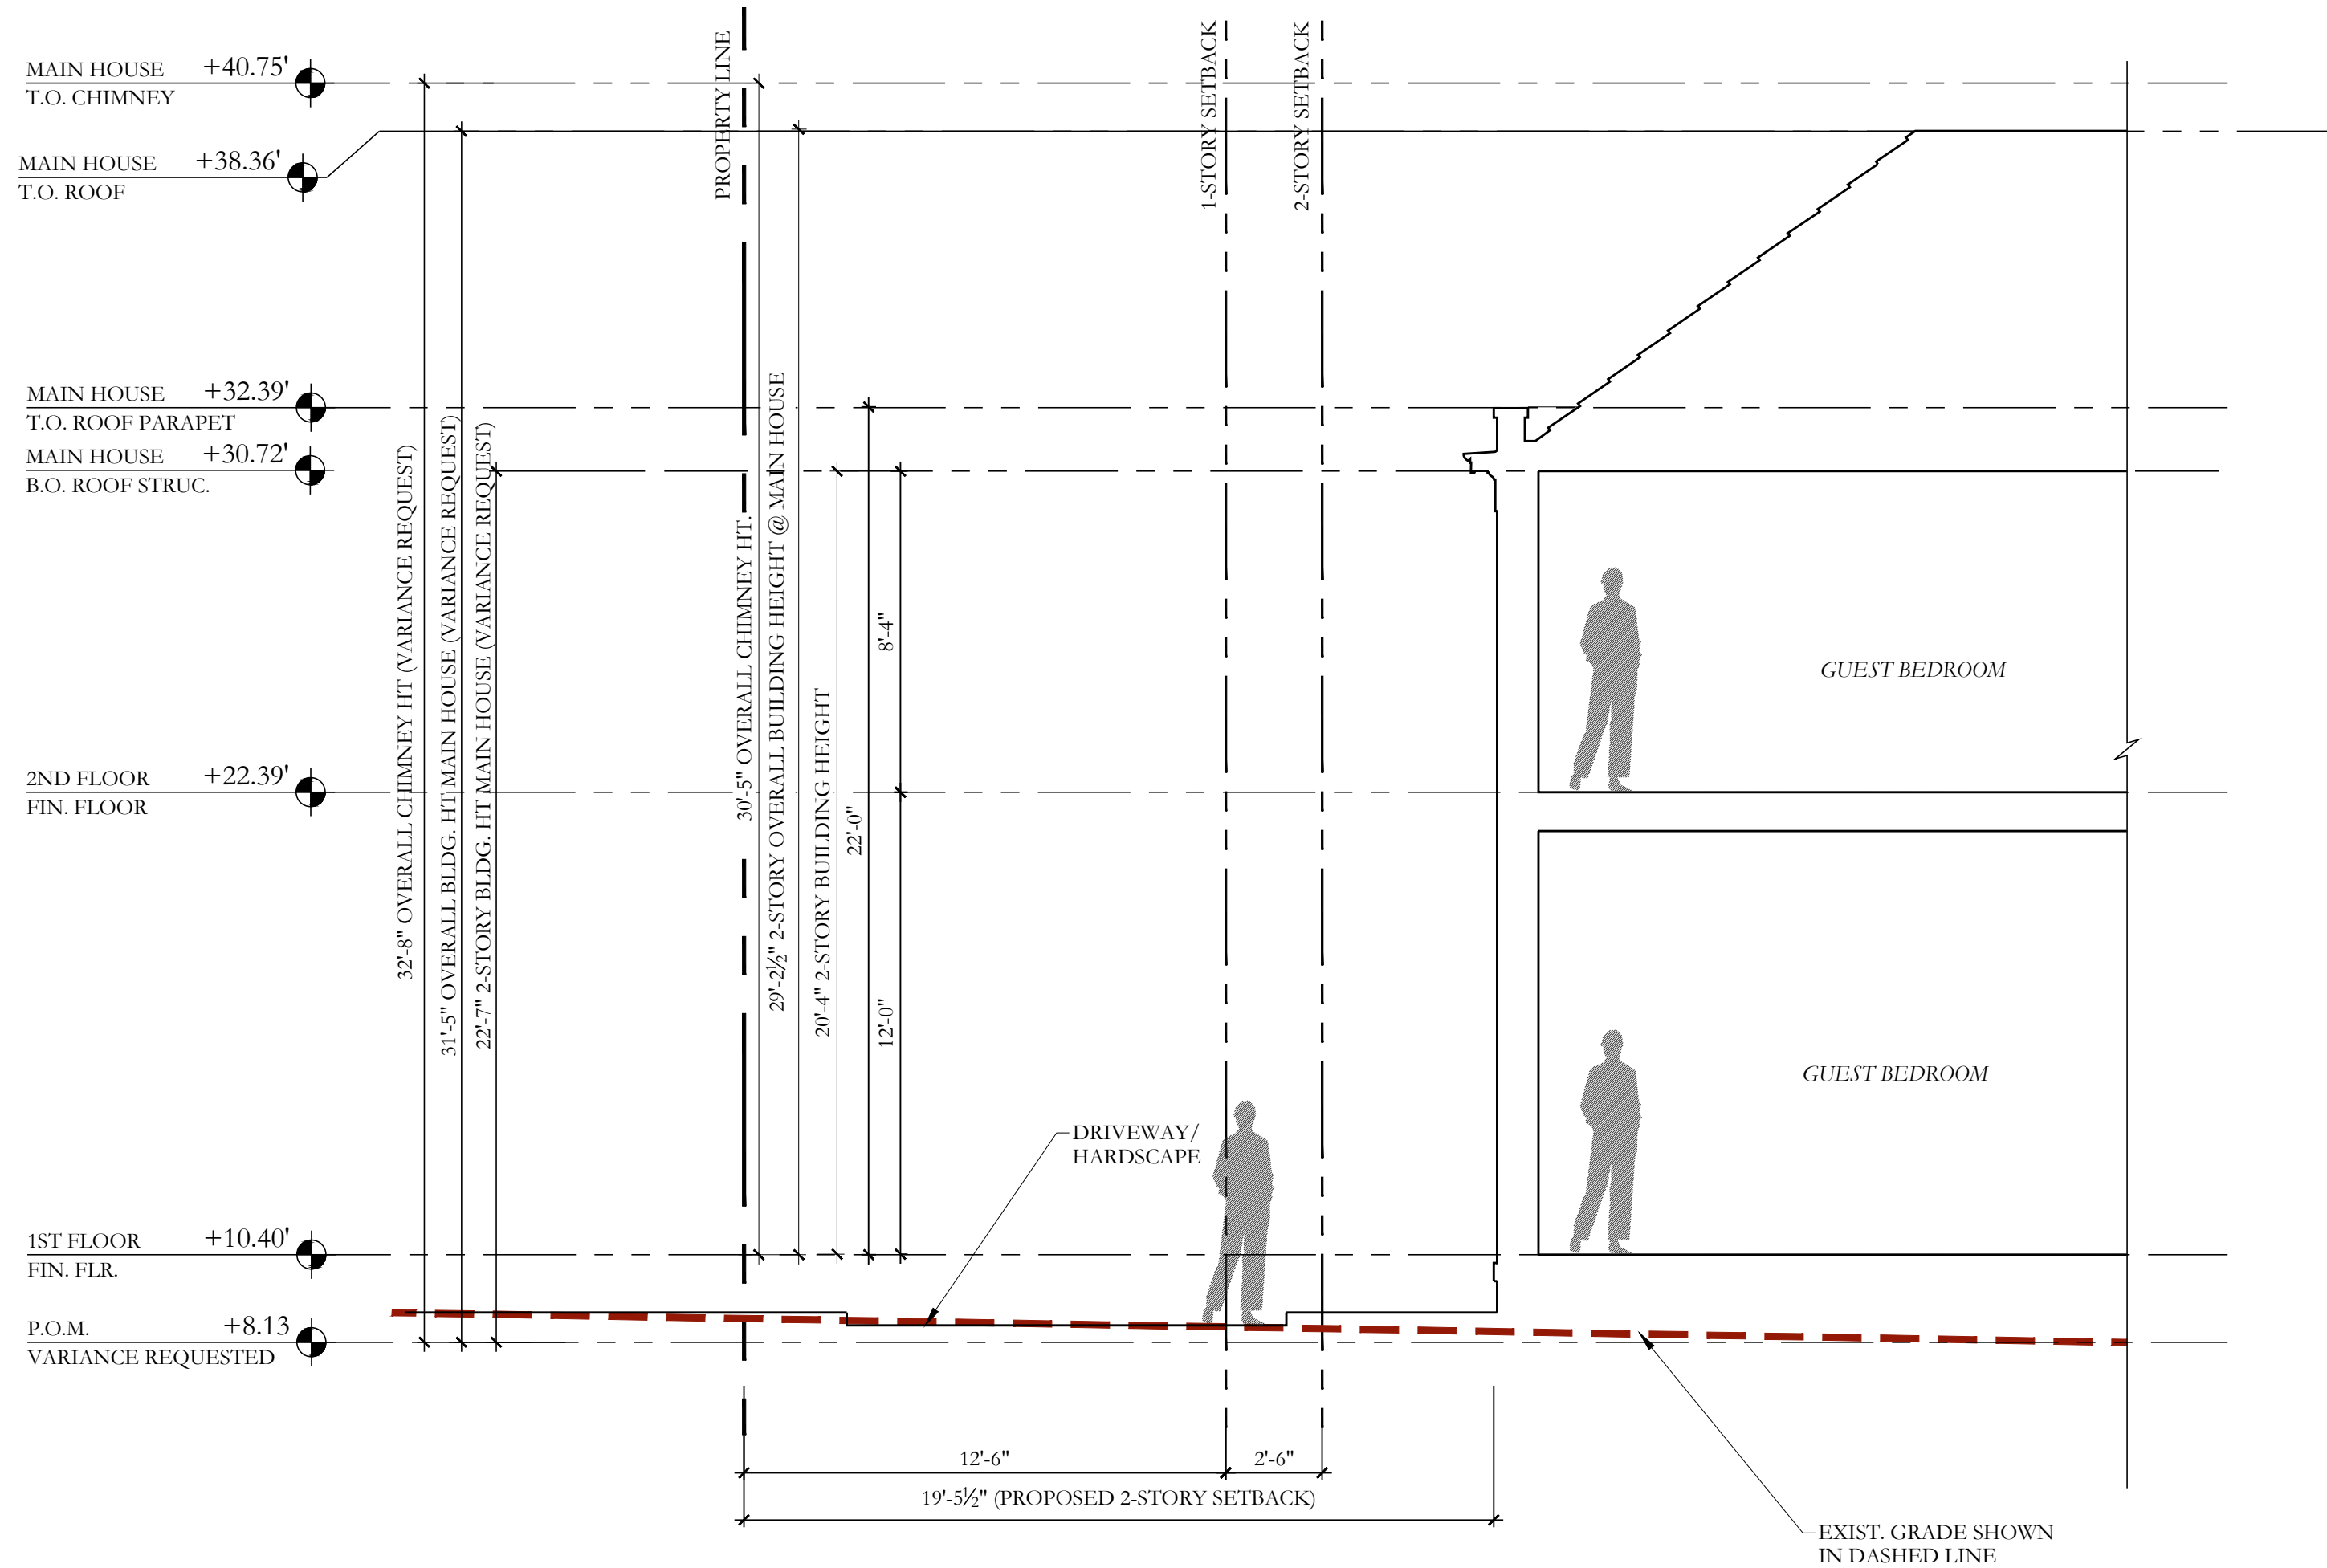 MAIN HOUSE +40.75'
T.O. CHIMNEY
MAIN HOUSE +38.36'
T.O. ROOF
MAIN HOUSE +32.39'
T.O. ROOF PARAPET
MAIN HOUSE +30.72'
B.O. ROOF STRUC.
2ND FLOOR +22.39'
FIN. FLOOR
1ST FLOOR +10.40'
FIN. FLR.
P.O.M. +8.13
VARIANCE REQUESTED
32'-8" OVERALL CHIMNEY HT (VARIANCE REQUEST)
31'-5" OVERALL BLDG. HT MAIN HOUSE (VARIANCE REQUEST)
22'-7" 2-STORY BLDG. HT MAIN HOUSE (VARIANCE REQUEST)
PROPERTY LINE
30'-5" OVERALL CHIMNEY HT.
29'-2½" 2-STORY OVERALL BUILDING HEIGHT @ MAIN HOUSE
20'-4" 2-STORY BUILDING HEIGHT
22'-0"
8'-4"
12'-0"
1-STORY SETBACK
2-STORY SETBACK
GUEST BEDROOM
GUEST BEDROOM
DRIVEWAY/
HARDSCAPE
12'-6"
2'-6"
19'-5½" (PROPOSED 2-STORY SETBACK)
EXIST. GRADE SHOWN
IN DASHED LINE